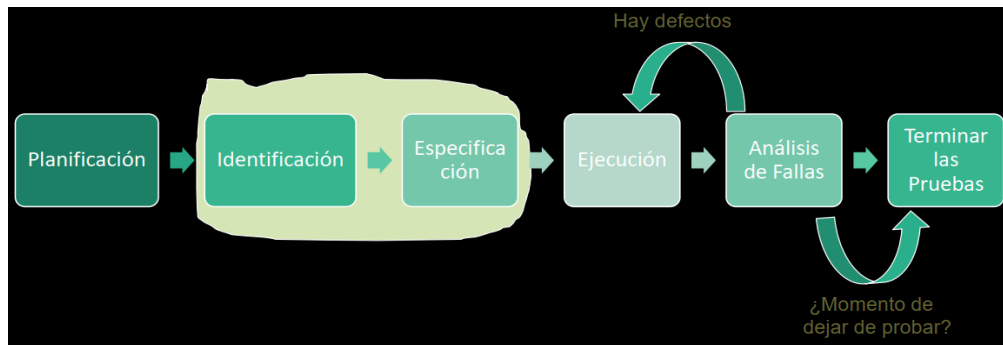 Hay defectos
Planificación
Identificación
Especifica
ción
Ejecución
Análisis
de Fallas
Terminar
las
Pruebas
¿Momento de
dejar de probar?